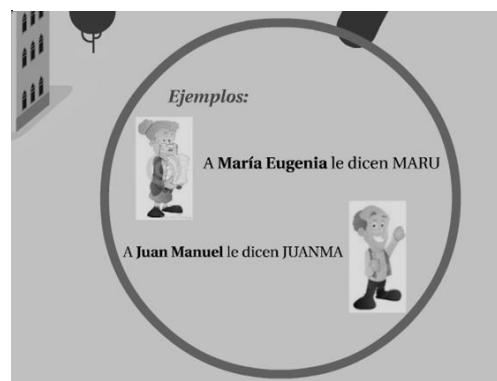 Ejemplos:
A María Eugenia le dicen MARU
A Juan Manuel le dicen JUANMA